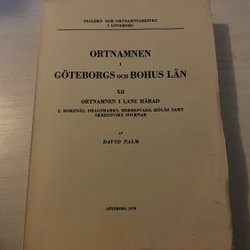 DIALEKT- OCH ORTNAMNSARKIVET
I GÖTEBORG
ORTNAMNEN
I
GÖTEBORGS OCH BOHUS LÄN
XII
ORTNAMNEN I LANE HÄRAD
2. BOKENÄS, DRAGSMARKS, HERRESTADS, HÖGÅS SAMT
SKREDSVIKS SOCKNAR
AV
DAVID PALM
GÖTEBORG 1978